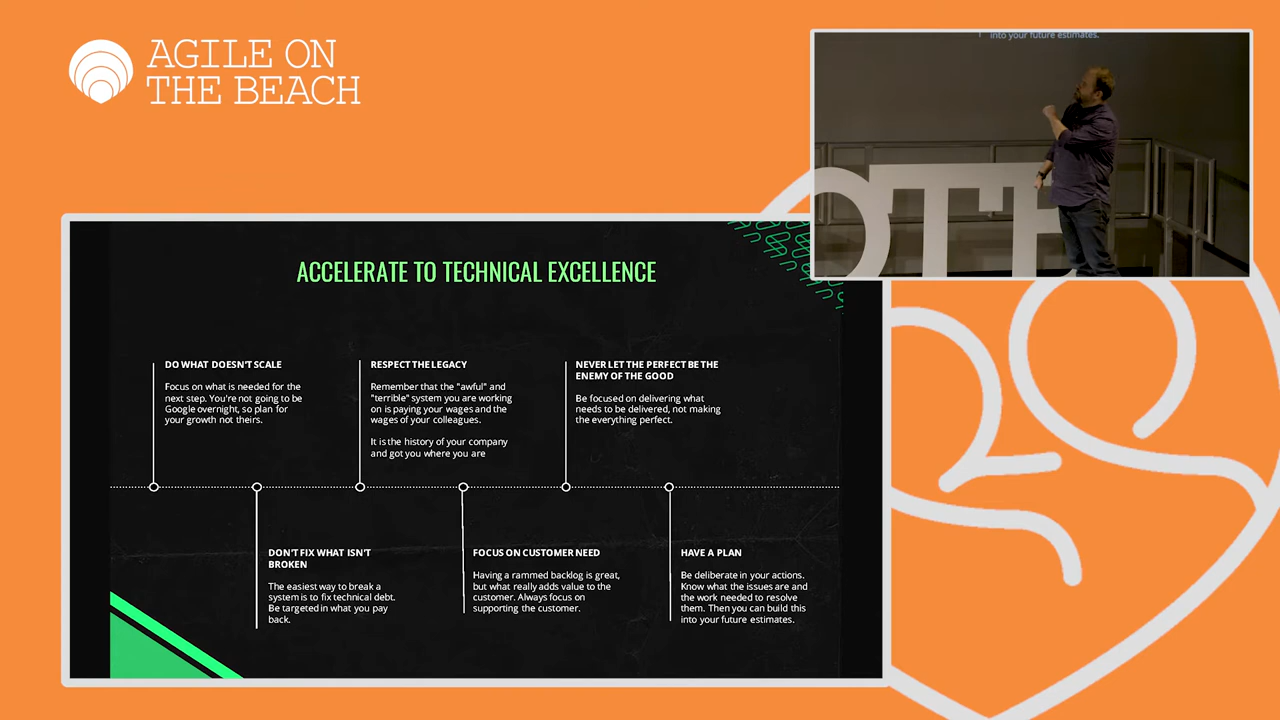 AGILE ON
THE BEACH
into your future estimates.
OTB
ACCELERATE TO TECHNICAL EXCELLENCE
DO WHAT DOESN'T SCALE
Focus on what is needed for the
next step. You're not going to be
Google overnight, so plan for
your growth not theirs.
RESPECT THE LEGACY
Remember that the "awful" and
"terrible" system you are working
on is paying your wages and the
wages of your colleagues.
It is the history of your company
and got you where you are
NEVER LET THE PERFECT BE THE
ENEMY OF THE GOOD
Be focused on delivering what
needs to be delivered, not making
the everything perfect.
DON'T FIX WHAT ISN'T
BROKEN
The easiest way to break a
system is to fix technical debt.
Be targeted in what you pay
back.
FOCUS ON CUSTOMER NEED
Having a rammed backlog is great,
but what really adds value to the
customer. Always focus on
supporting the customer.
HAVE A PLAN
Be deliberate in your actions.
Know what the issues are and
the work needed to resolve
them. Then you can build this
into your future estimates.